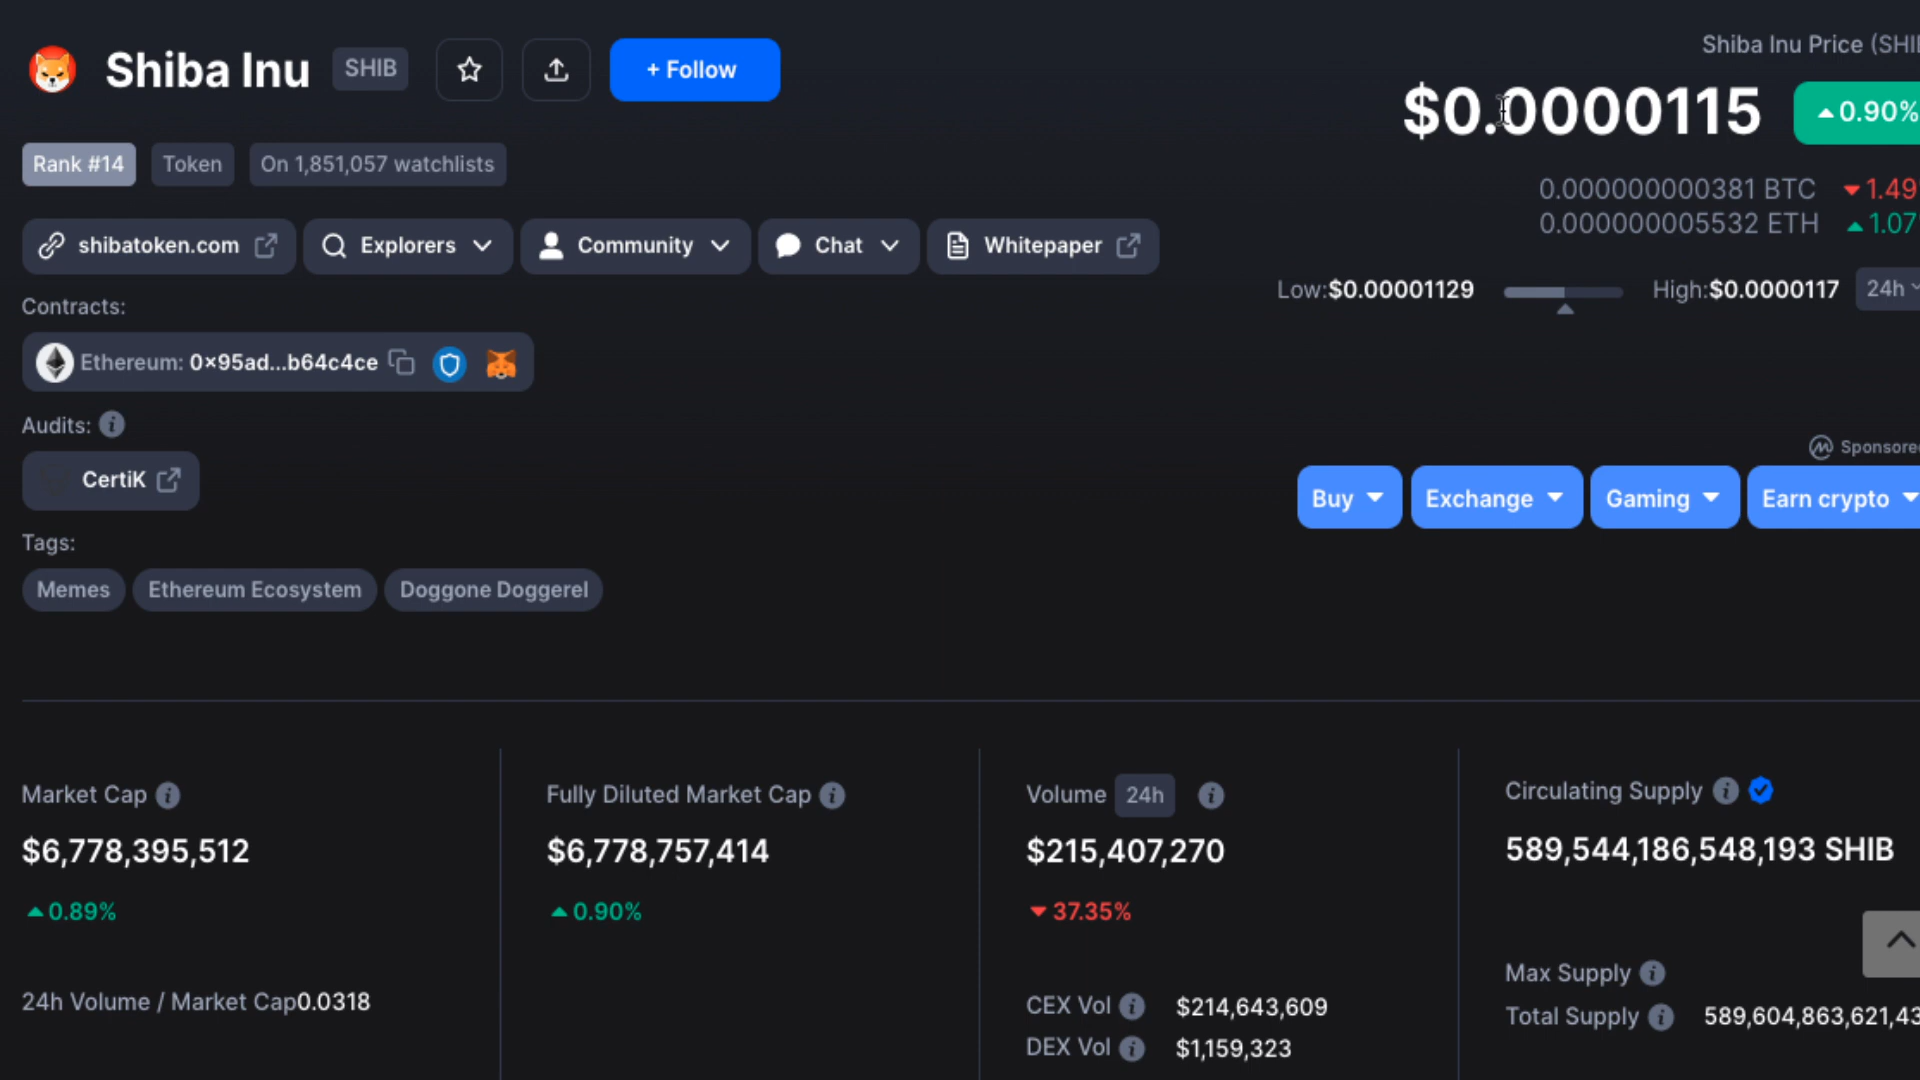 Shiba Inu SHIB + Follow
Shiba Inu Price (SHI
$0.0000115 0.90%
Rank #14 Token On 1,851,057 watchlists
0.000000000381 BTC 1.49
0.000000005532 ETH 1.07
shibatoken.com Explorers Community Chat Whitepaper
Low:$0.00001129 High:$0.0000117 24h
Contracts:
Ethereum: 0x95ad...b64c4ce
Audits:
CertiK
Sponsore
Buy Exchange Gaming Earn crypto
Tags:
Memes Ethereum Ecosystem Doggone Doggerel
Market Cap
$6,778,395,512
0.89%
24h Volume / Market Cap0.0318
Fully Diluted Market Cap
$6,778,757,414
0.90%
Volume 24h
$215,407,270
37.35%
CEX Vol $214,643,609
DEX Vol $1,159,323
Circulating Supply
589,544,186,548,193 SHIB
Max Supply
Total Supply 589,604,863,621,43